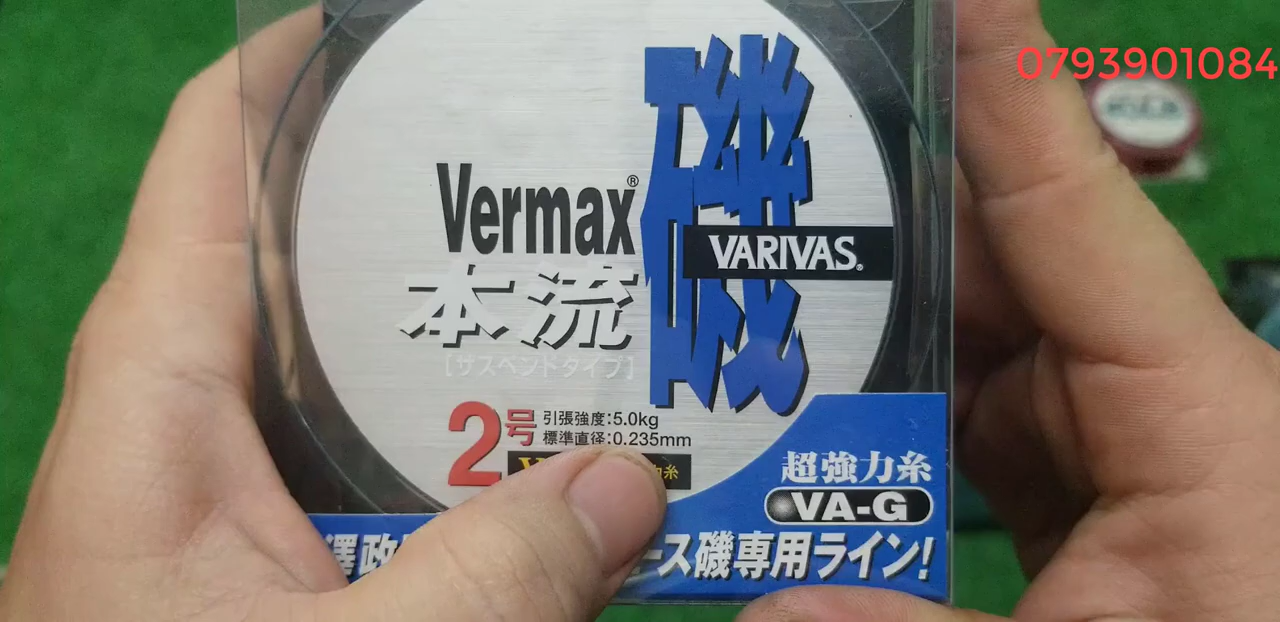 0793901084
磯
Vermax®
VARIVAS®
本流
[サスペンドタイプ]
2号
引張強度:5.0kg
標準直径:0.235mm
超強力糸
VA-G
ース磯専用ライン!